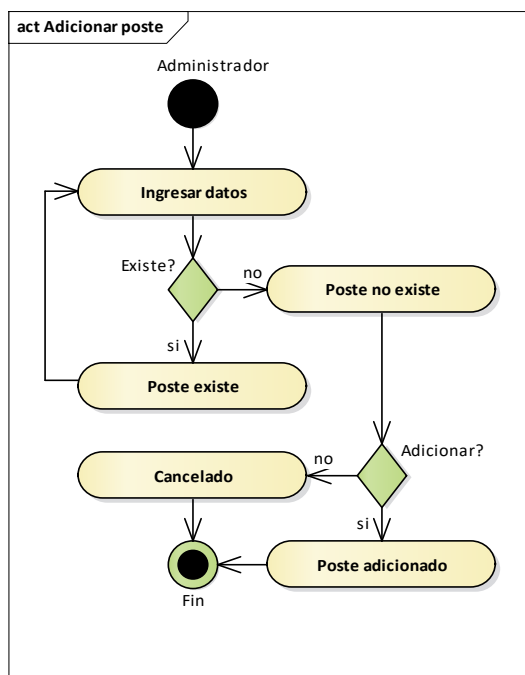 act Adicionar poste
Administrador
Ingresar datos
Existe?
no
Poste no existe
si
Poste existe
Adicionar?
no
Cancelado
si
Poste adicionado
Fin